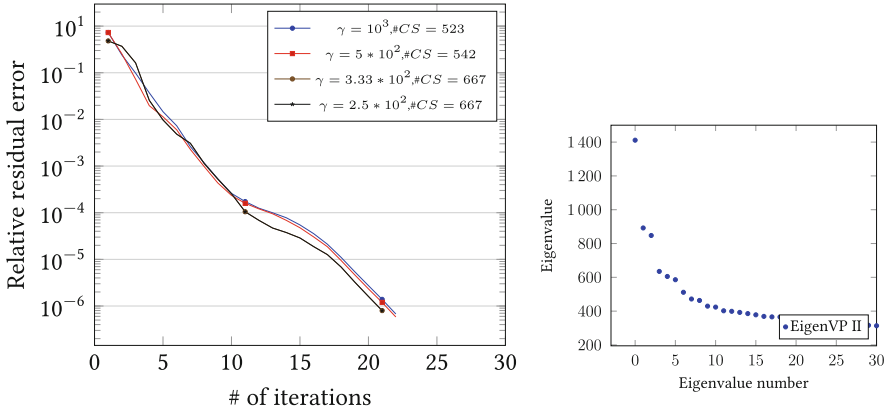 γ = 10^3,#CS = 523
γ = 5 * 10^2,#CS = 542
γ = 3.33 * 10^2,#CS = 667
γ = 2.5 * 10^2,#CS = 667
Relative residual error
10^1
10^−1
10^−2
10^−3
10^−4
10^−5
10^−6
0 5 10 15 20 25 30
# of iterations
Eigenvalue
1 400
1 000
800
600
400
200
EigenVP II
0 5 10 15 20 25 30
Eigenvalue number